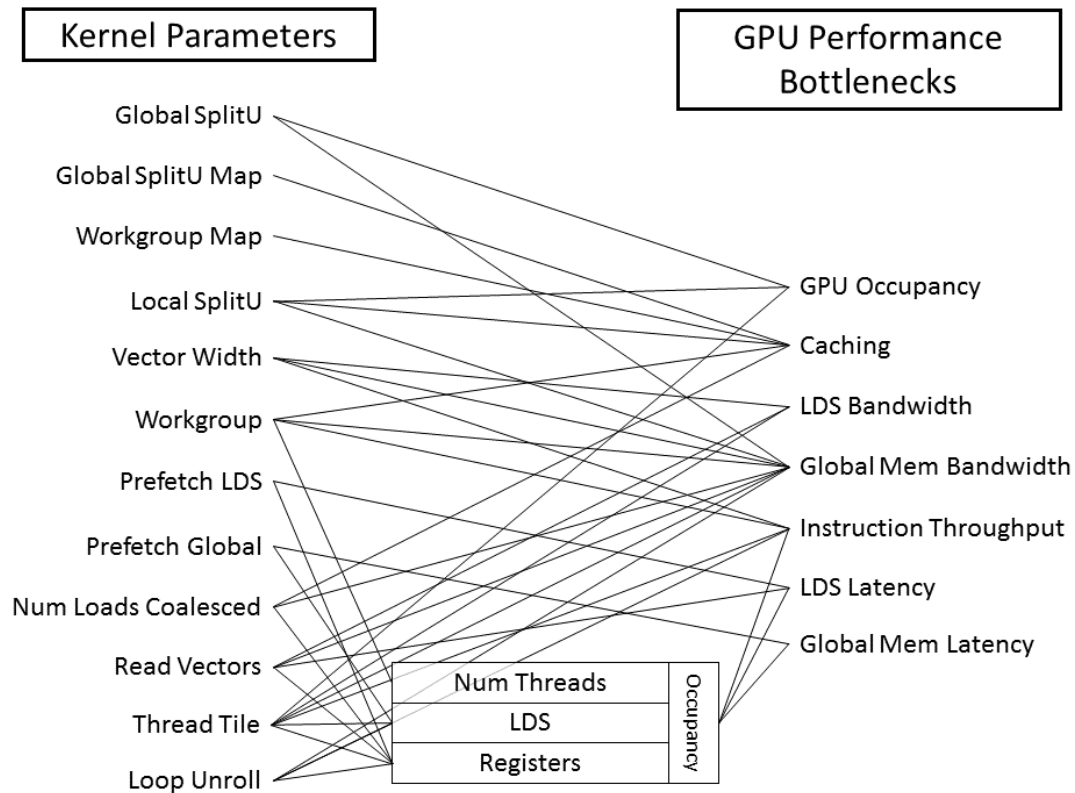 Kernel Parameters
GPU Performance
Bottlenecks
Global SplitU
Global SplitU Map
Workgroup Map
Local SplitU
Vector Width
Workgroup
Prefetch LDS
Prefetch Global
Num Loads Coalesced
Read Vectors
Thread Tile
Loop Unroll
Num Threads
LDS
Registers
Occupancy
GPU Occupancy
Caching
LDS Bandwidth
Global Mem Bandwidth
Instruction Throughput
LDS Latency
Global Mem Latency